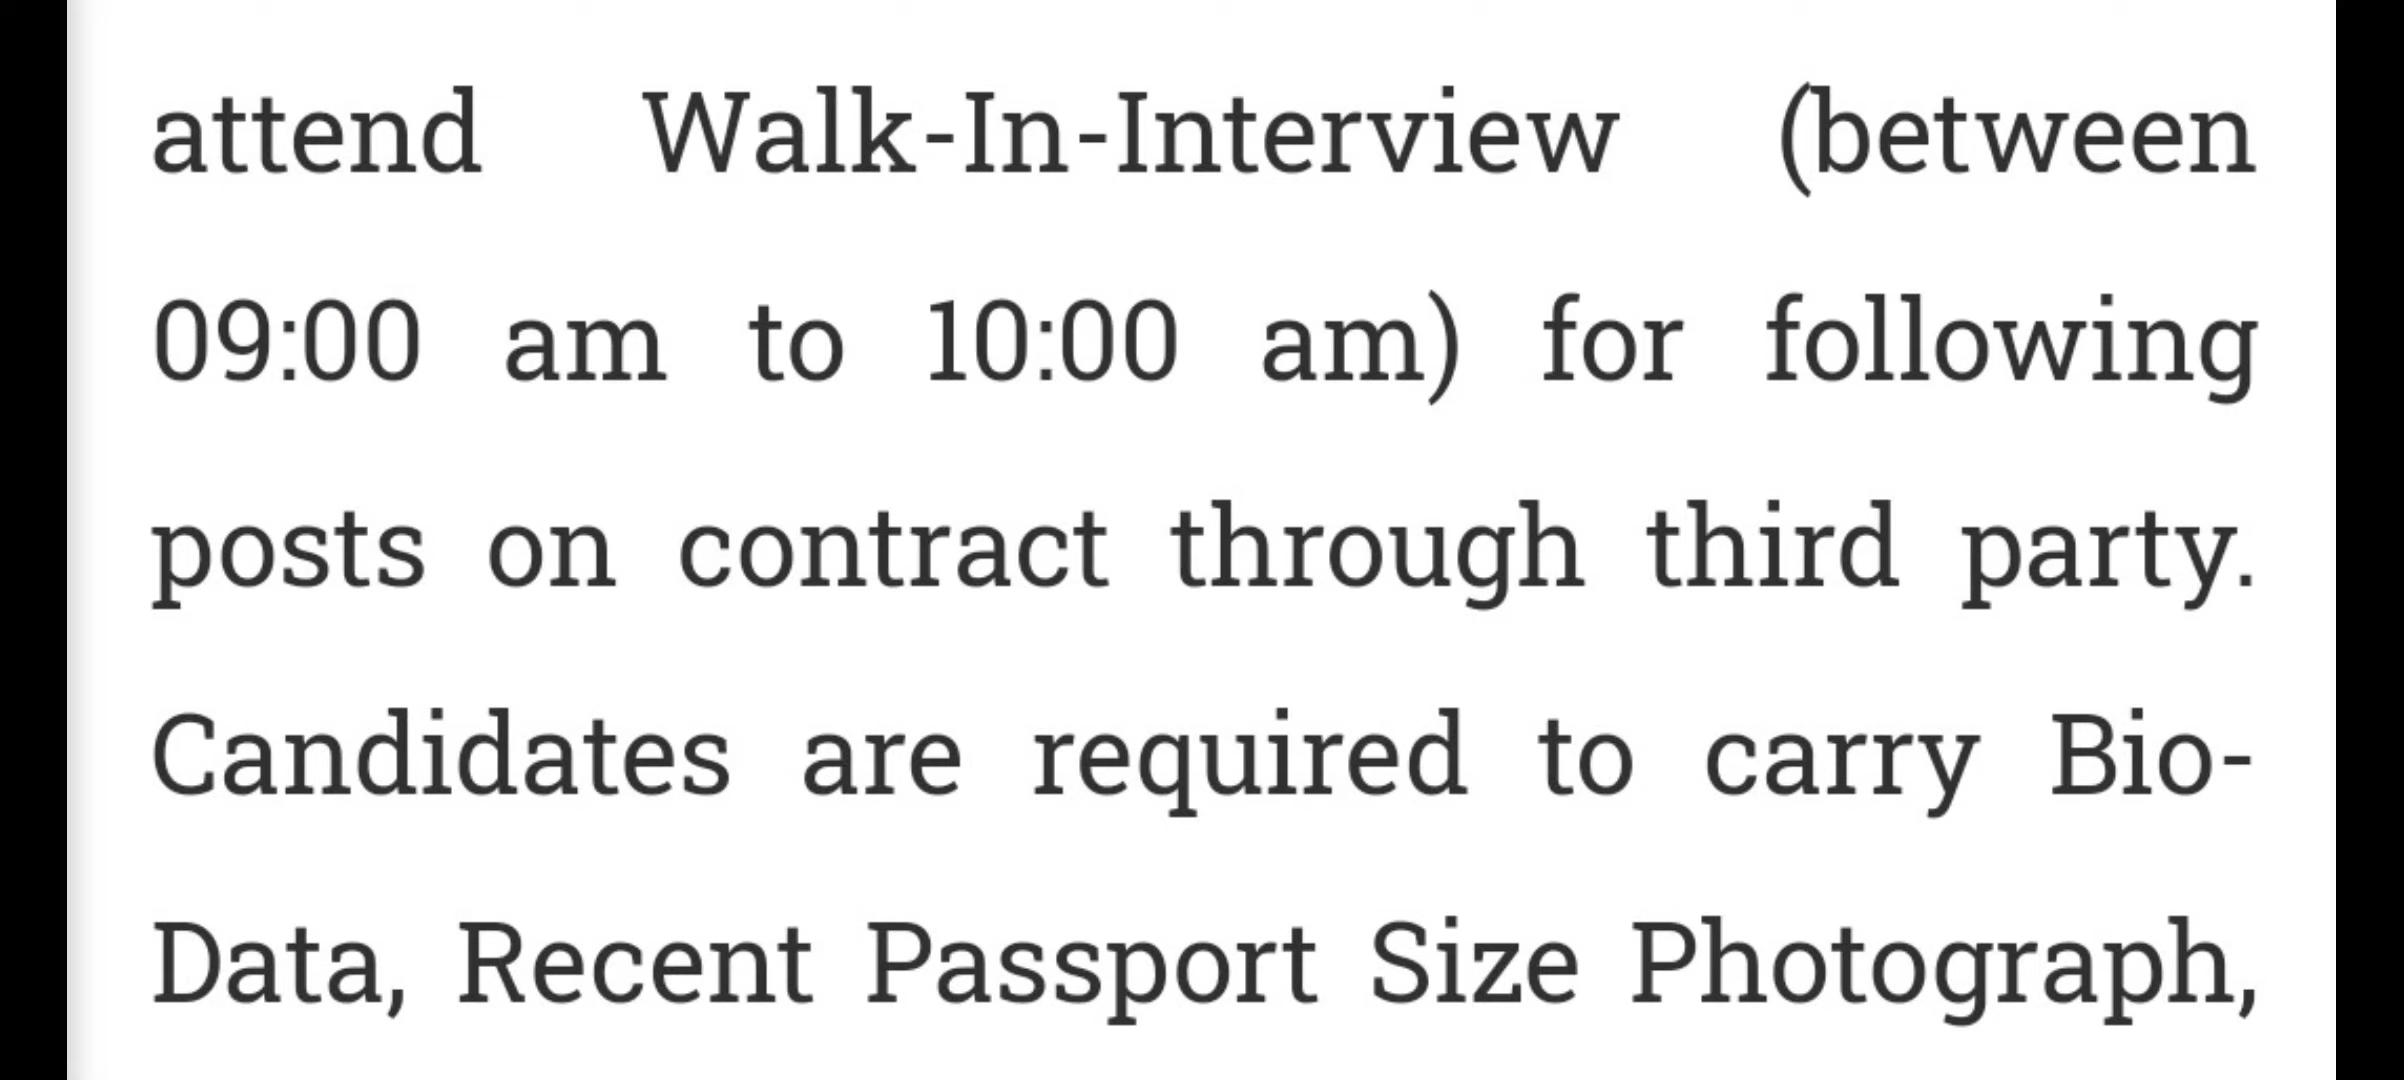 attend Walk-In-Interview (between
09:00 am to 10:00 am) for following
posts on contract through third party.
Candidates are required to carry Bio-
Data, Recent Passport Size Photograph,